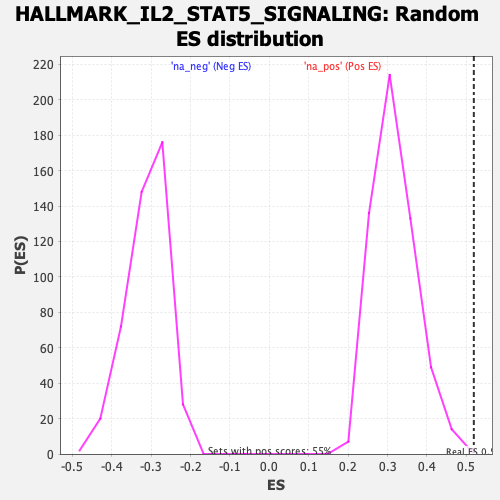 HALLMARK_IL2_STAT5_SIGNALING: Random
ES distribution
'na_neg' (Neg ES)
'na_pos' (Pos ES)
220
200
180
160
140
120
100
80
60
40
20
0
P(ES)
Sets with pos scores: 55%
Real ES 0.5
-0.5 -0.4 -0.3 -0.2 -0.1 0.0 0.1 0.2 0.3 0.4 0.5
ES